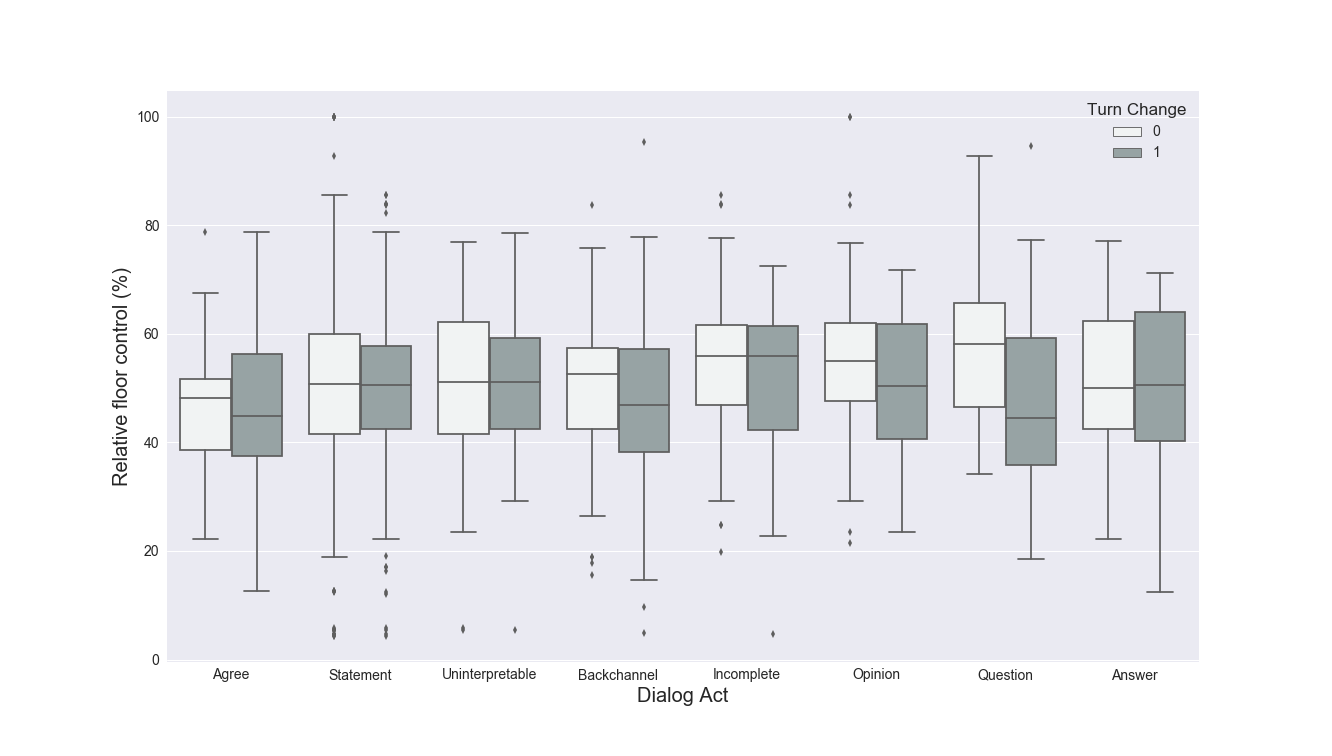 Turn Change
0
1
100
80
60
40
20
0
Relative floor control (%)
Agree Statement Uninterpretable Backchannel Incomplete Opinion Question Answer
Dialog Act